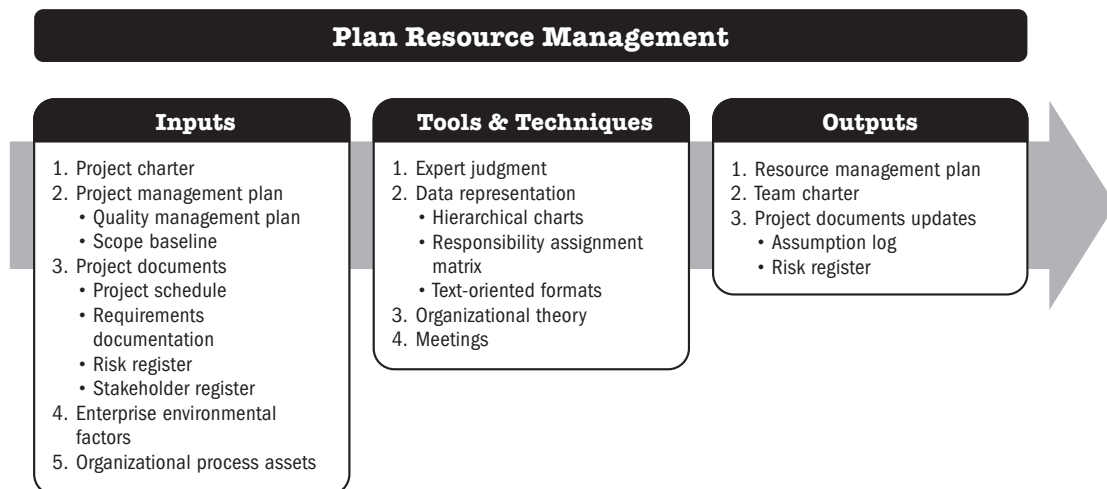 Plan Resource Management
Inputs
1. Project charter
2. Project management plan
• Quality management plan
• Scope baseline
3. Project documents
• Project schedule
• Requirements
documentation
• Risk register
• Stakeholder register
4. Enterprise environmental
factors
5. Organizational process assets
Tools & Techniques
1. Expert judgment
2. Data representation
• Hierarchical charts
• Responsibility assignment
matrix
• Text-oriented formats
3. Organizational theory
4. Meetings
Outputs
1. Resource management plan
2. Team charter
3. Project documents updates
• Assumption log
• Risk register